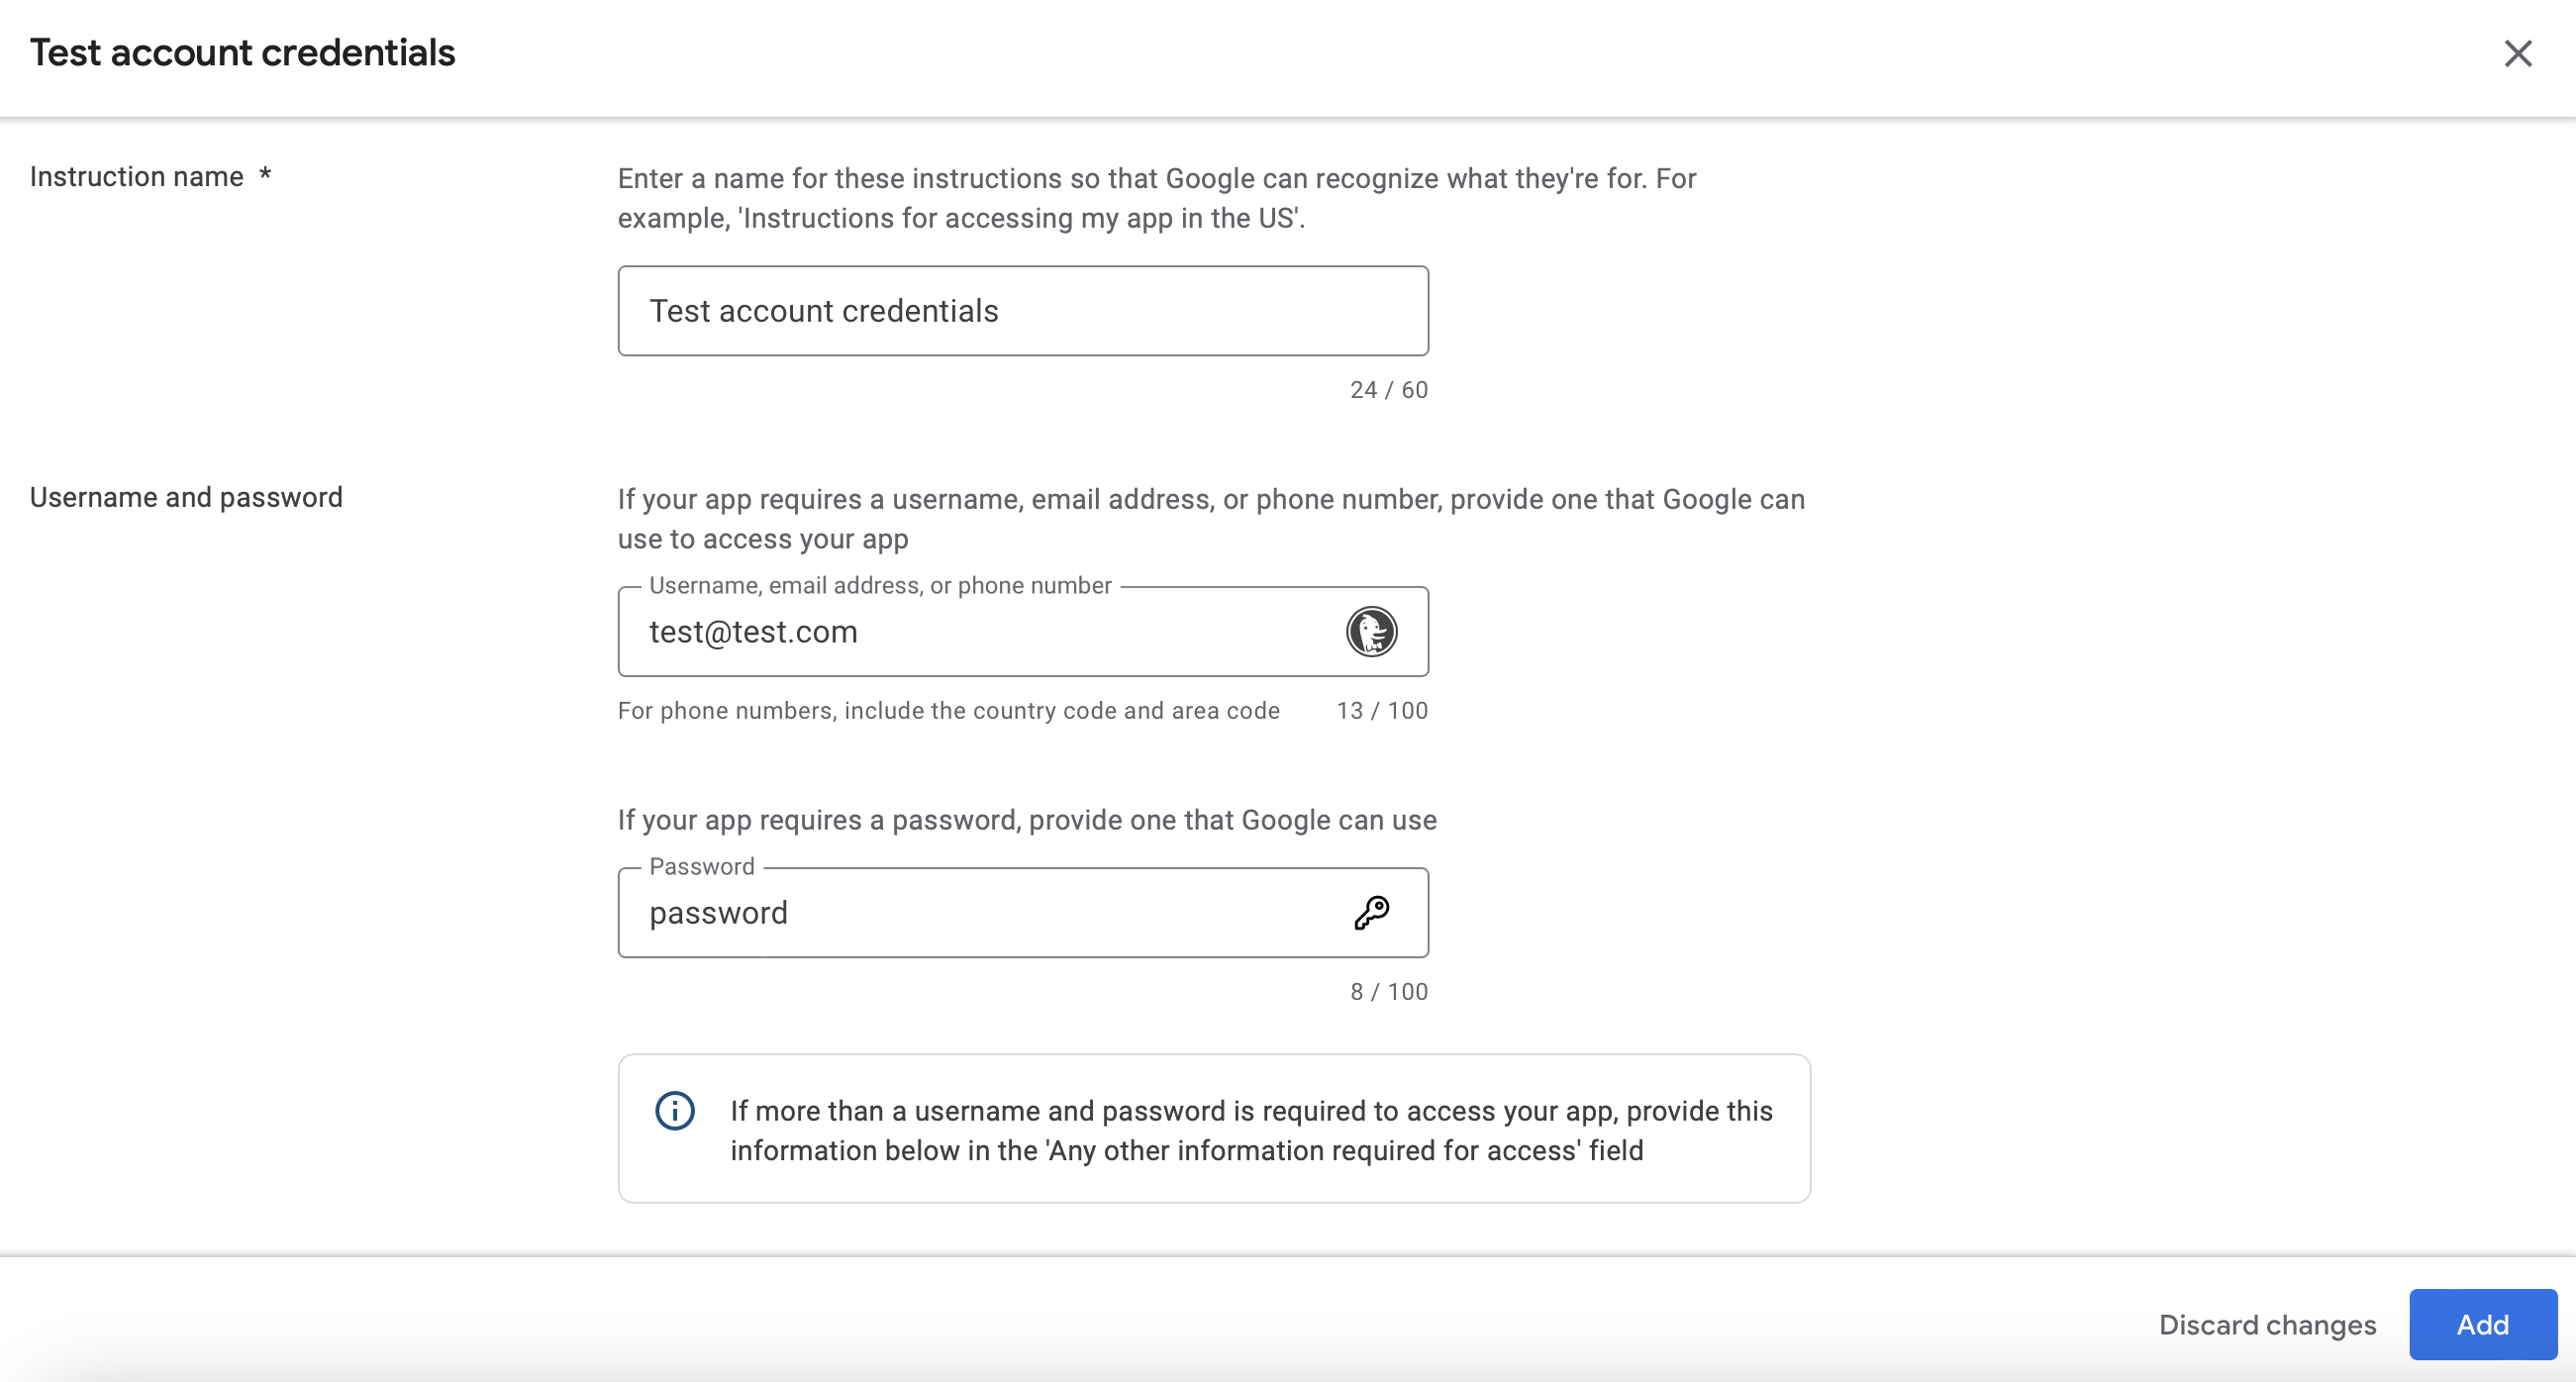 Test account credentials
Instruction name *
Enter a name for these instructions so that Google can recognize what they're for. For
example, 'Instructions for accessing my app in the US'.
Test account credentials
24 / 60
Username and password
If your app requires a username, email address, or phone number, provide one that Google can
use to access your app
Username, email address, or phone number
test@test.com
For phone numbers, include the country code and area code 13 / 100
If your app requires a password, provide one that Google can use
Password
password
8 / 100
If more than a username and password is required to access your app, provide this
information below in the 'Any other information required for access' field
Discard changes Add